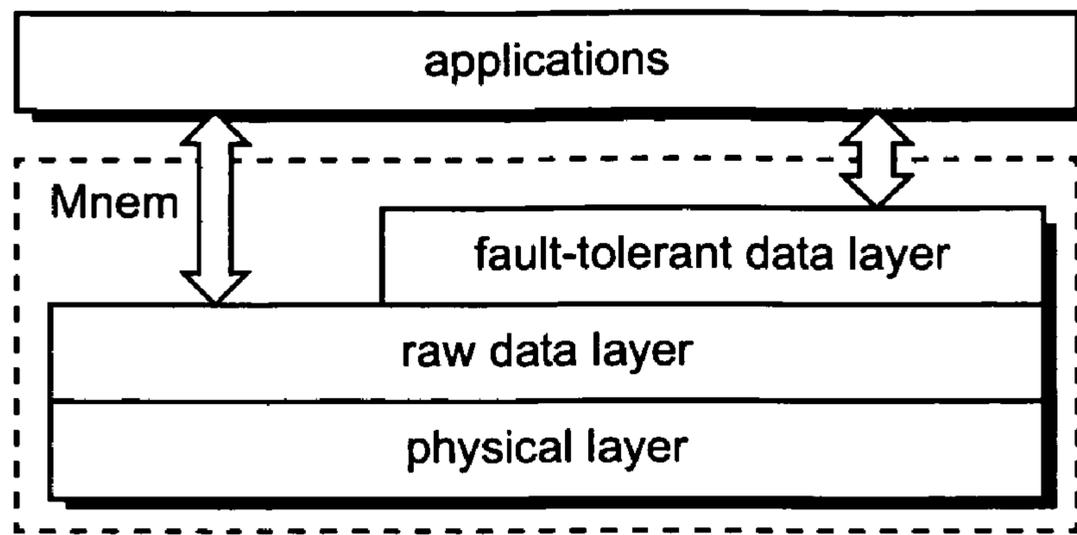 applications
Mnem
fault-tolerant data layer
raw data layer
physical layer